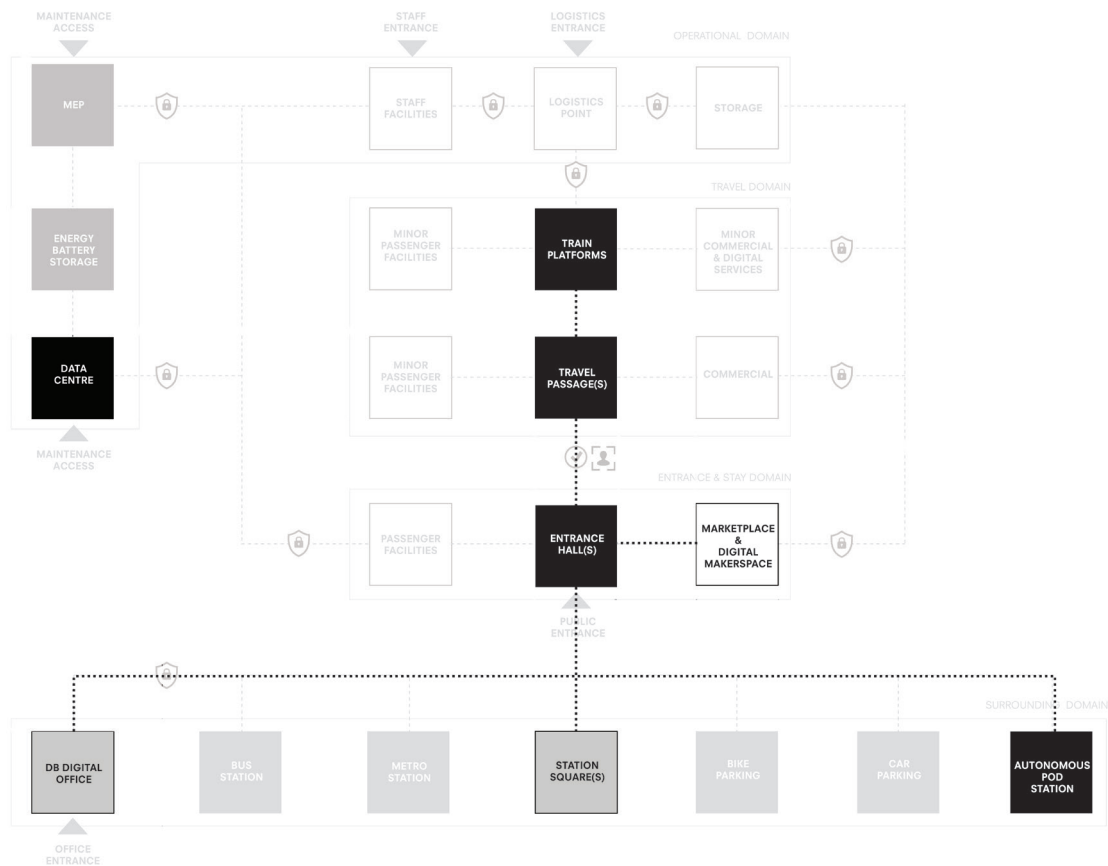 MAINTENANCE
ACCESS
STAFF
ENTRANCE
LOGISTICS
ENTRANCE
OPERATIONAL DOMAIN
MEP
STAFF
FACILITIES
LOGISTICS
POINT
STORAGE
TRAVEL DOMAIN
ENERGY
BATTERY
STORAGE
MINOR
PASSENGER
FACILITIES
TRAIN
PLATFORMS
MINOR
COMMERCIAL
& DIGITAL
SERVICES
DATA
CENTRE
MINOR
PASSENGER
FACILITIES
TRAVEL
PASSAGE(S)
COMMERCIAL
MAINTENANCE
ACCESS
ENTRANCE & STAY DOMAIN
PASSENGER
FACILITIES
ENTRANCE
HALL(S)
MARKETPLACE
&
DIGITAL
MAKERSPACE
PUBLIC
ENTRANCE
SURROUNDING DOMAIN
DB DIGITAL
OFFICE
BUS
STATION
METRO
STATION
STATION
SQUARE(S)
BIKE
PARKING
CAR
PARKING
AUTONOMOUS
POD
STATION
OFFICE
ENTRANCE